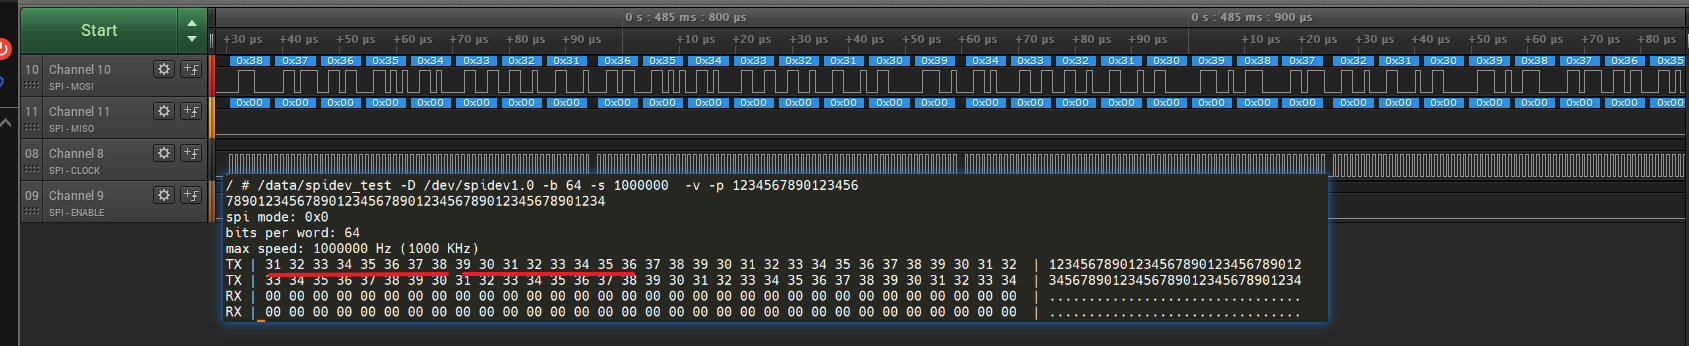 Start
0 s : 485 ms : 800 µs 0 s : 485 ms : 900 µs
+30 µs +40 µs +50 µs +60 µs +70 µs +80 µs +90 µs +10 µs +20 µs +30 µs +40 µs +50 µs +60 µs +70 µs +80 µs +90 µs +10 µs +20 µs +30 µs +40 µs +50 µs +60 µs +70 µs +80 µs
10 Channel 10
SPI - MOSI
0x38 0x37 0x36 0x35 0x34 0x33 0x32 0x31 0x36 0x35 0x34 0x33 0x32 0x31 0x30 0x39 0x34 0x33 0x32 0x31 0x30 0x39 0x38 0x37 0x32 0x31 0x30 0x39 0x38 0x37 0x36 0x35
11 Channel 11
SPI - MISO
0x00 0x00 0x00 0x00 0x00 0x00 0x00 0x00 0x00 0x00 0x00 0x00 0x00 0x00 0x00 0x00 0x00 0x00 0x00 0x00 0x00 0x00 0x00 0x00 0x00 0x00 0x00 0x00 0x00 0x00 0x00 0x00
08 Channel 8
SPI - CLOCK
09 Channel 9
SPI - ENABLE
/ # /data/spidev_test -D /dev/spidev1.0 -b 64 -s 1000000  -v -p 1234567890123456
789012345678901234567890123456789012345678901234
spi mode: 0x0
bits per word: 64
max speed: 1000000 Hz (1000 KHz)
TX | 31 32 33 34 35 36 37 38 39 30 31 32 33 34 35 36 37 38 39 30 31 32 33 34 35 36 37 38 39 30 31 32  | 12345678901234567890123456789012
TX | 33 34 35 36 37 38 39 30 31 32 33 34 35 36 37 38 39 30 31 32 33 34 35 36 37 38 39 30 31 32 33 34  | 34567890123456789012345678901234
RX | 00 00 00 00 00 00 00 00 00 00 00 00 00 00 00 00 00 00 00 00 00 00 00 00 00 00 00 00 00 00 00 00  | ................................
RX | 00 00 00 00 00 00 00 00 00 00 00 00 00 00 00 00 00 00 00 00 00 00 00 00 00 00 00 00 00 00 00 00  | ................................